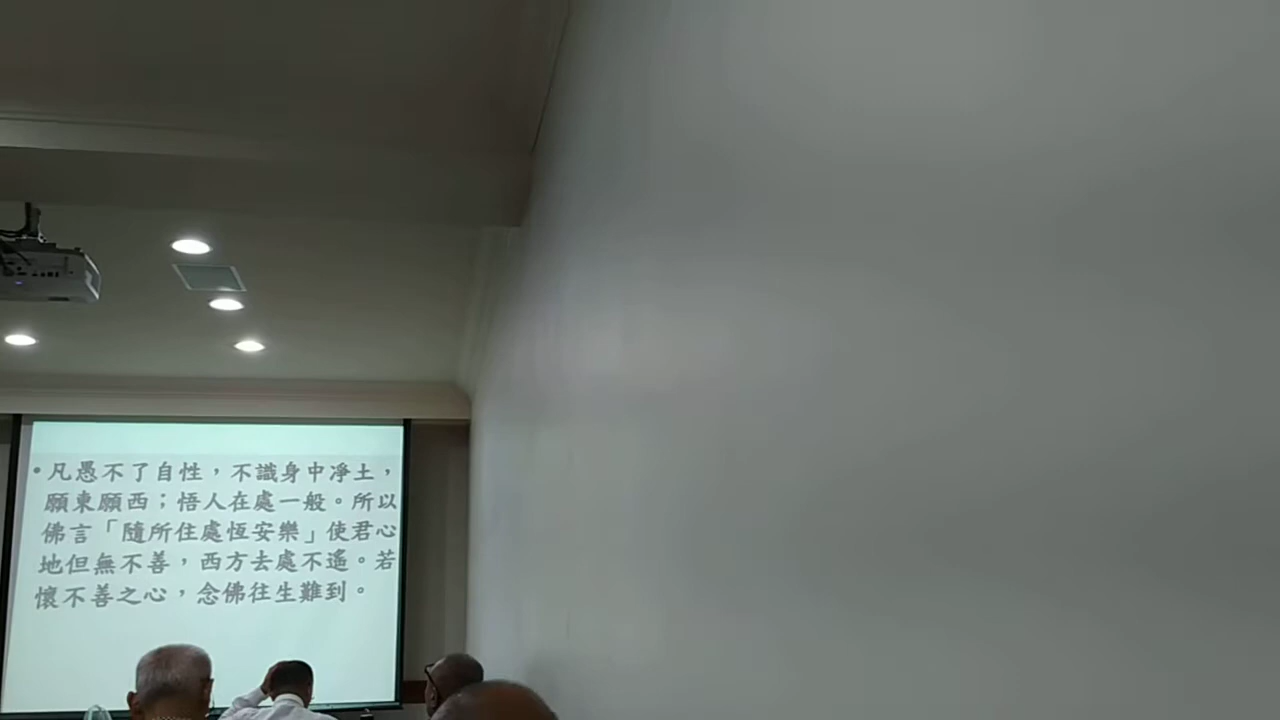 •凡愚不了自性，不識身中淨土，
願東願西；悟人在處一般。所以
佛言「隨所住處恆安樂」使君心
地但無不善，西方去處不遙。若
懷不善之心，念佛往生難到。